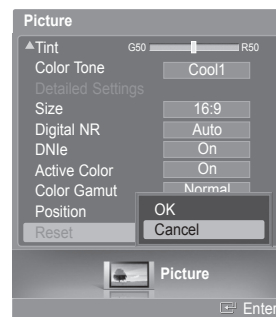 Picture
▲Tint G50 R50
Color Tone Cool1
Detailed Settings
Size 16:9
Digital NR Auto
DNIe On
Active Color On
Color Gamut Normal
Position OK
Reset Cancel
Picture
Enter